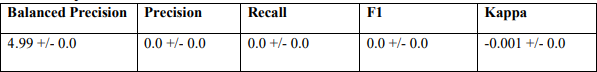 Balanced Precision Precision Recall F1 Kappa
4.99 +/- 0.0 0.0 +/- 0.0 0.0 +/- 0.0 0.0 +/- 0.0 -0.001 +/- 0.0